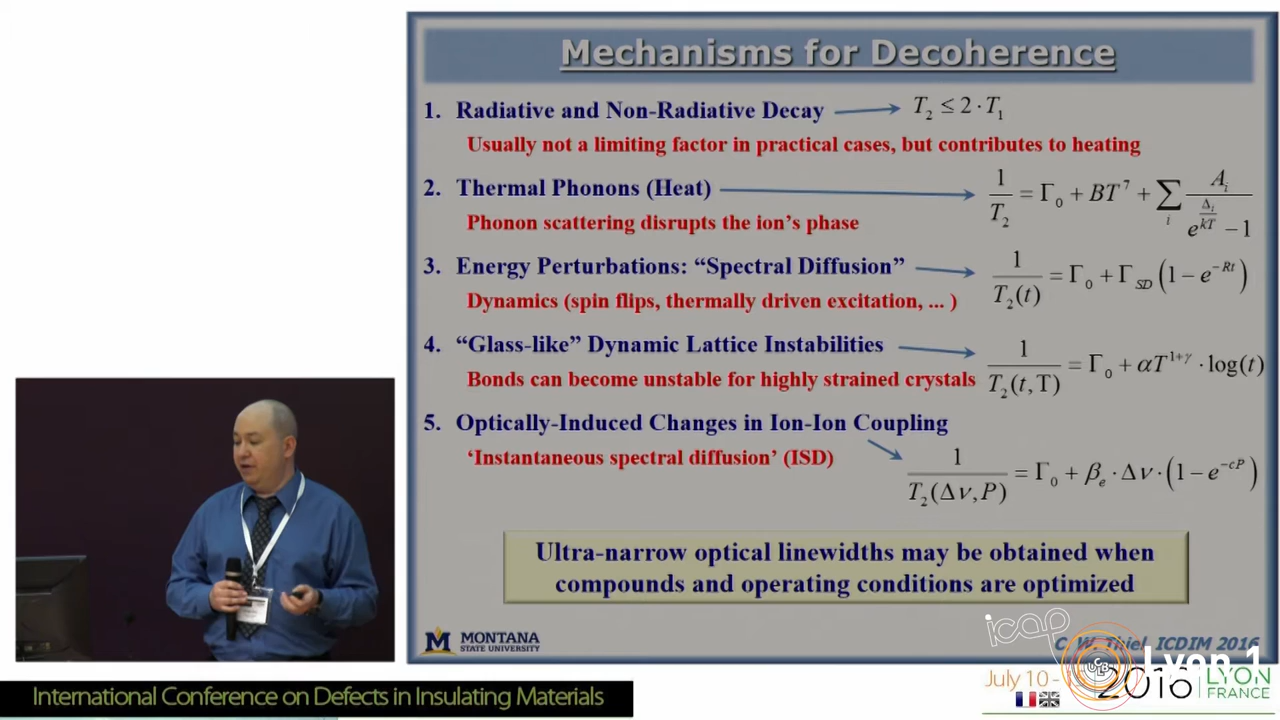 Mechanisms for Decoherence
1. Radiative and Non-Radiative Decay T₂ ≤ 2 · T₁
Usually not a limiting factor in practical cases, but contributes to heating
2. Thermal Phonons (Heat) 1/T₂ = Γ₀ + BT⁷ + Σᵢ Aᵢ/(e^(Δᵢ/kT) − 1)
Phonon scattering disrupts the ion's phase
3. Energy Perturbations: “Spectral Diffusion” 1/T₂(t) = Γ₀ + Γ_SD (1 − e^(−Rt))
Dynamics (spin flips, thermally driven excitation, ... )
4. “Glass-like” Dynamic Lattice Instabilities 1/T₂(t,T) = Γ₀ + αT^(1+γ) · log(t)
Bonds can become unstable for highly strained crystals
5. Optically-Induced Changes in Ion-Ion Coupling
‘Instantaneous spectral diffusion’ (ISD) 1/T₂(Δν,P) = Γ₀ + βₑ · Δν · (1 − e^(−cP))
Ultra-narrow optical linewidths may be obtained when
compounds and operating conditions are optimized
M MONTANA
STATE UNIVERSITY
icap
C. W. Thiel, ICDIM 2016
UCBL
Lyon 1
July 10 -
2016
LYON
FRANCE
International Conference on Defects in Insulating Materials